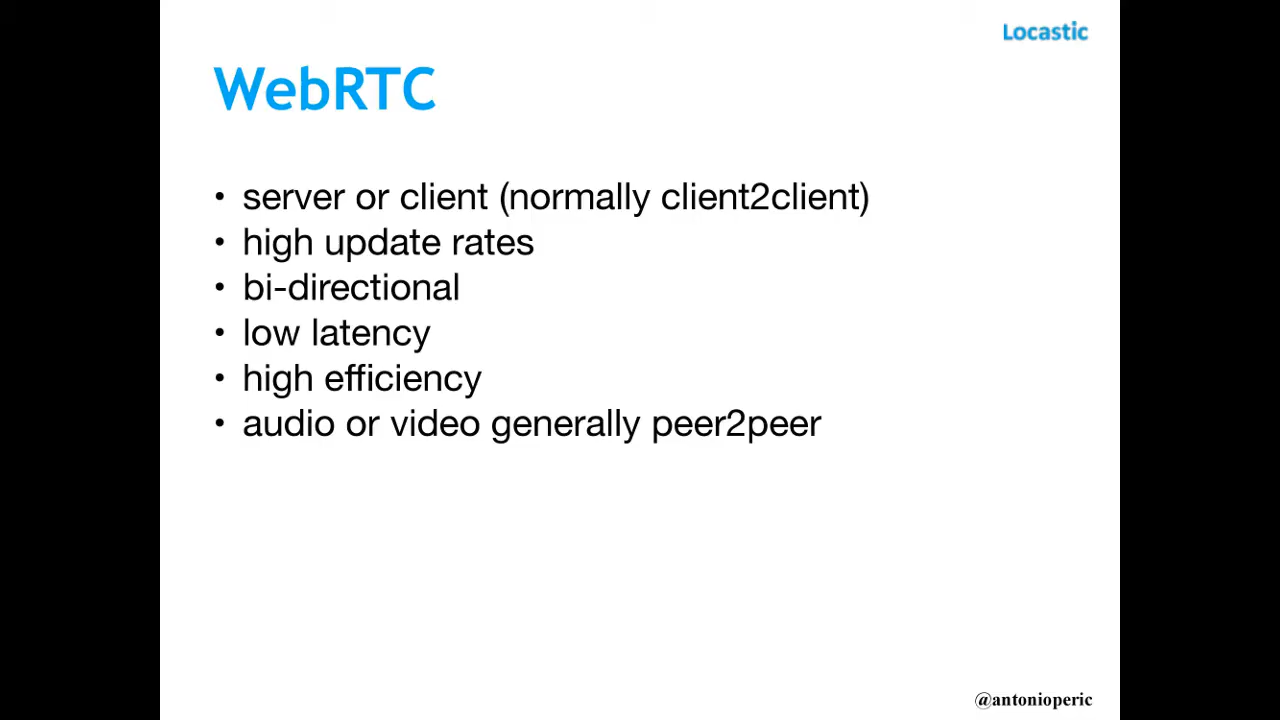 Locastic
WebRTC
• server or client (normally client2client)
• high update rates
• bi-directional
• low latency
• high efficiency
• audio or video generally peer2peer
@antonioperic